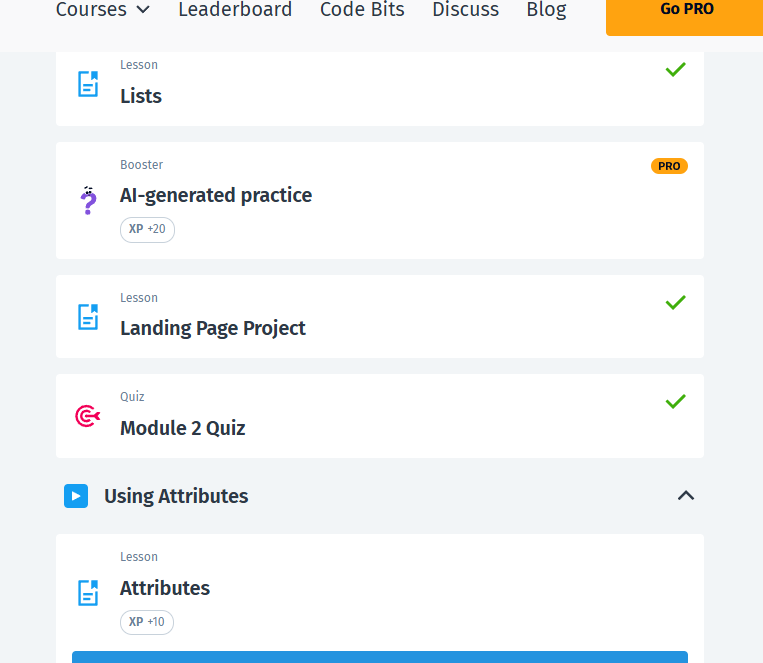 Courses Leaderboard Code Bits Discuss Blog Go PRO
Lesson
Lists
Booster
PRO
AI-generated practice
XP +20
Lesson
Landing Page Project
Quiz
Module 2 Quiz
Using Attributes
Lesson
Attributes
XP +10